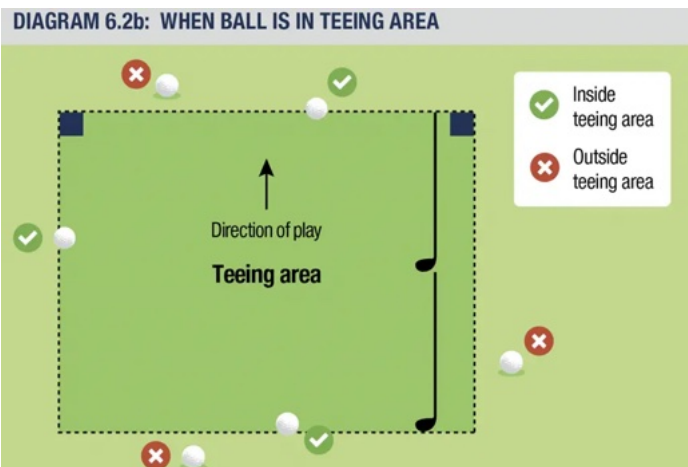 DIAGRAM 6.2b: WHEN BALL IS IN TEEING AREA
Inside
teeing area
Outside
teeing area
Direction of play
Teeing area